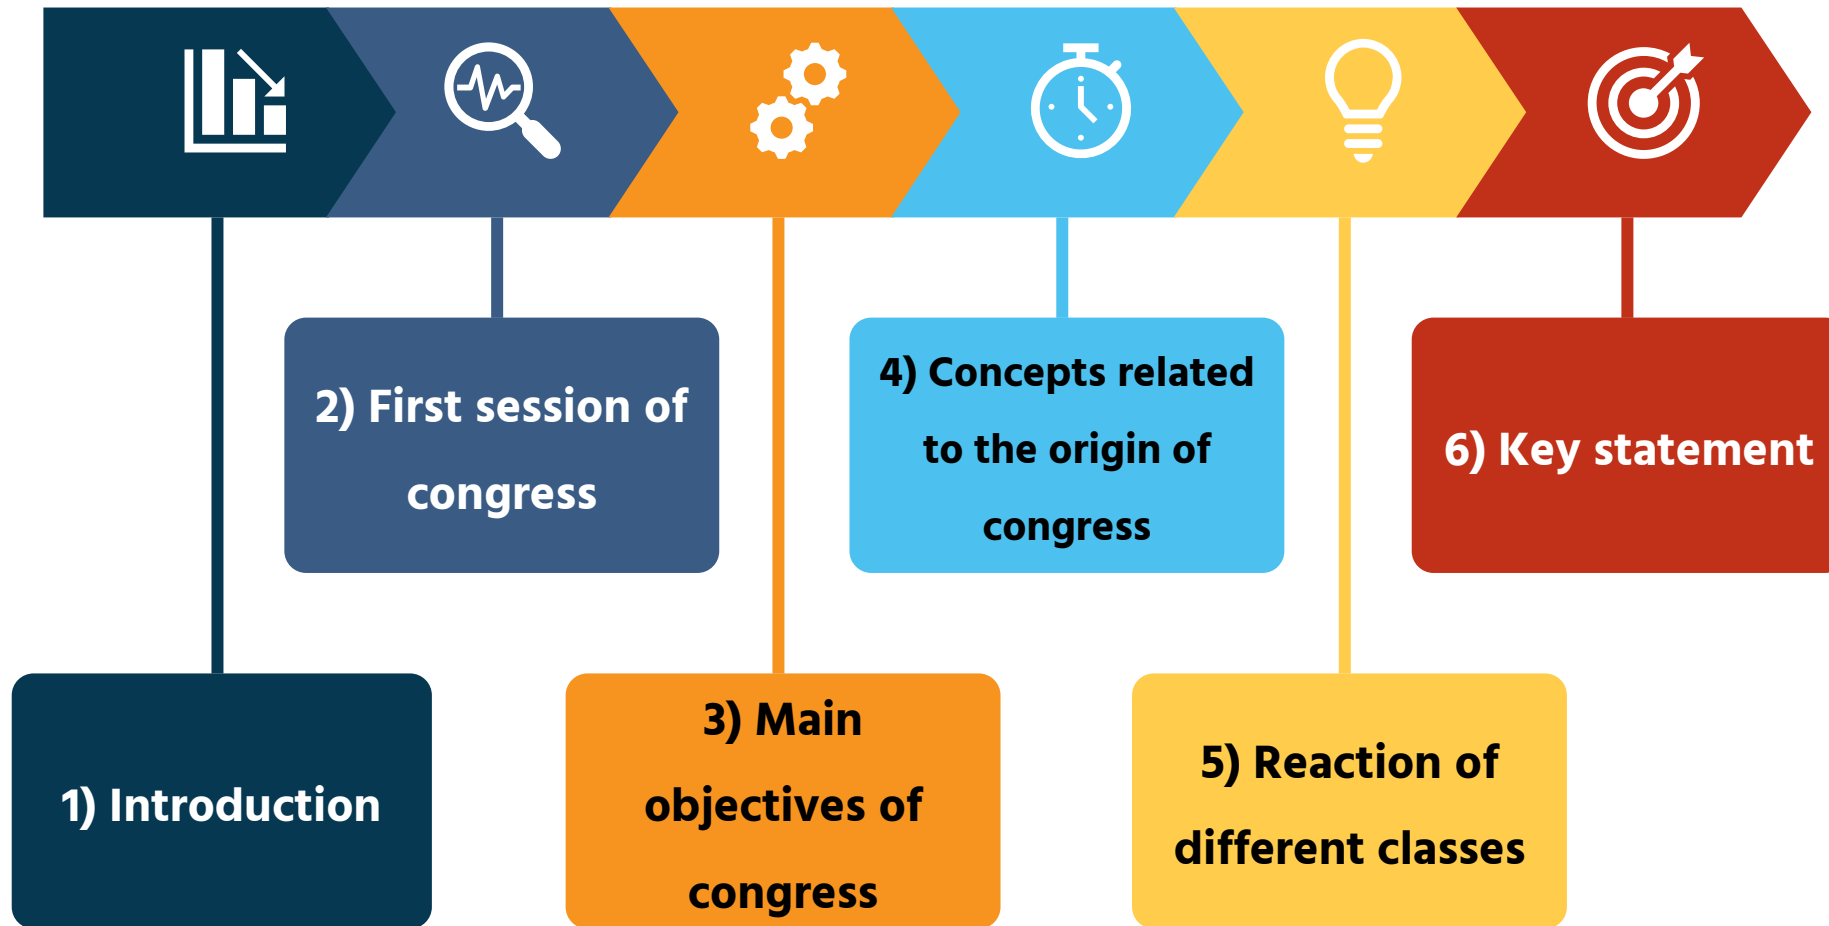 1) Introduction
2) First session of
congress
3) Main
objectives of
congress
4) Concepts related
to the origin of
congress
5) Reaction of
different classes
6) Key statement